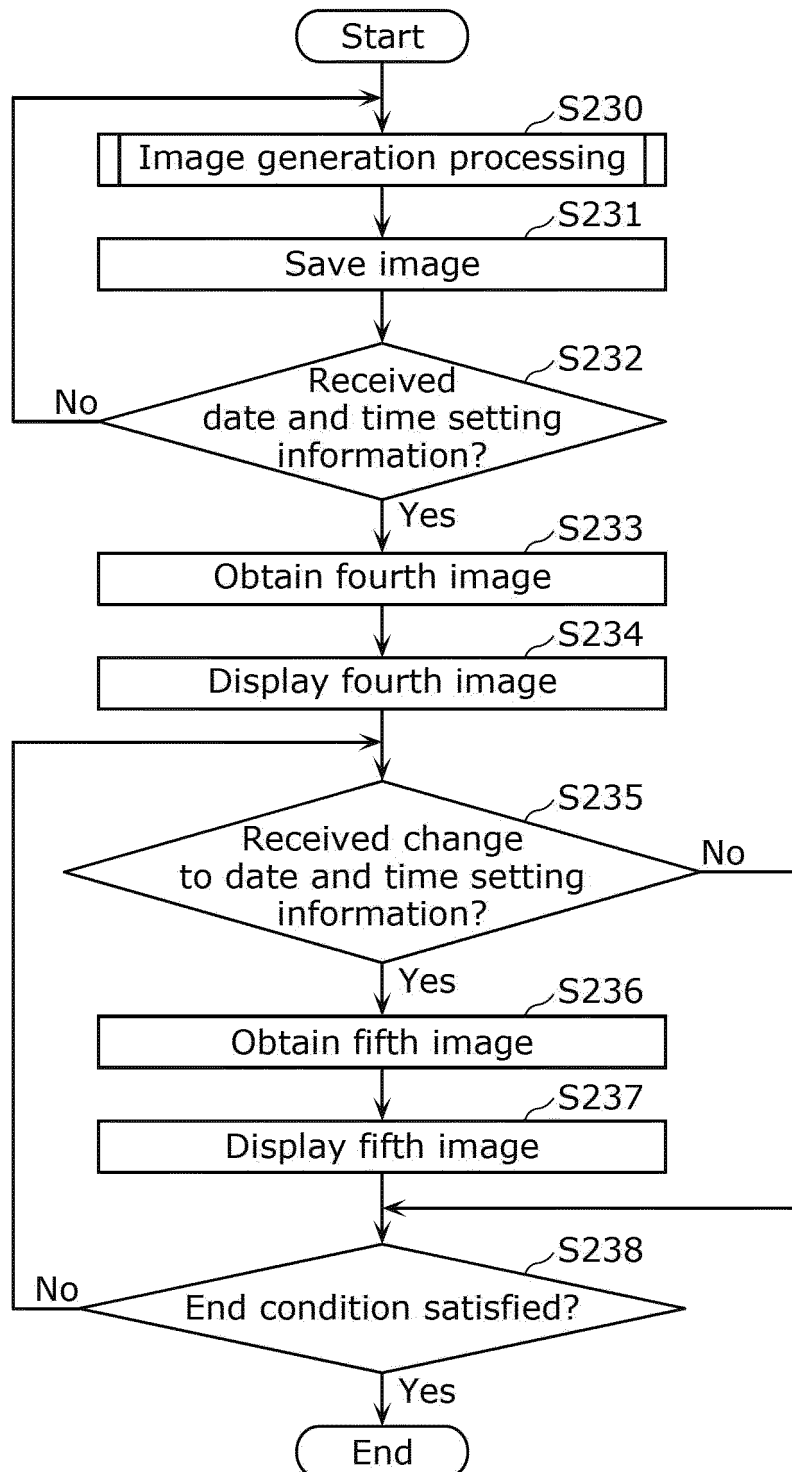 Start
S230
Image generation processing
S231
Save image
S232
Received
date and time setting
information?
No
Yes
S233
Obtain fourth image
S234
Display fourth image
S235
Received change
to date and time setting
information?
No
Yes
S236
Obtain fifth image
S237
Display fifth image
S238
End condition satisfied?
No
Yes
End